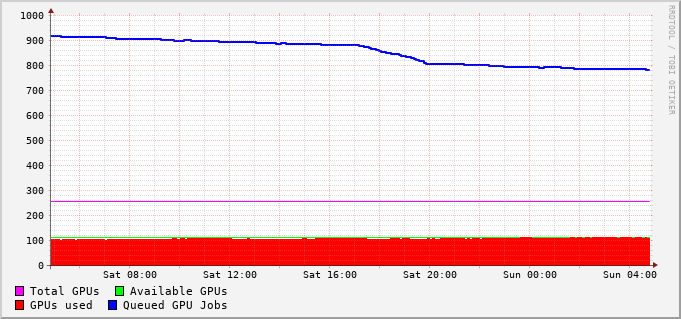 1000
900
800
700
600
500
400
300
200
100
0
Sat 08:00 Sat 12:00 Sat 16:00 Sat 20:00 Sun 00:00 Sun 04:00
Total GPUs Available GPUs
GPUs used Queued GPU Jobs
RRDTOOL / TOBI OETIKER